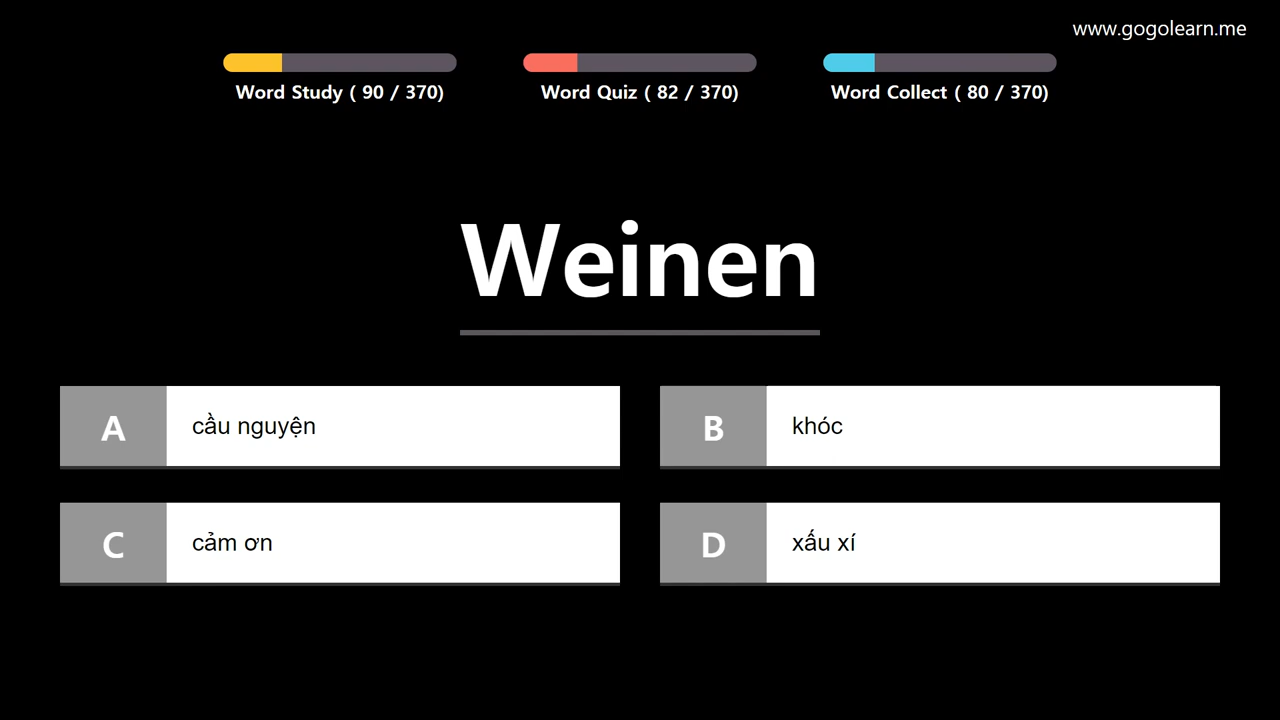 www.gogolearn.me
Word Study ( 90 / 370)
Word Quiz ( 82 / 370)
Word Collect ( 80 / 370)
Weinen
A
cầu nguyện
B
khóc
C
cảm ơn
D
xấu xí